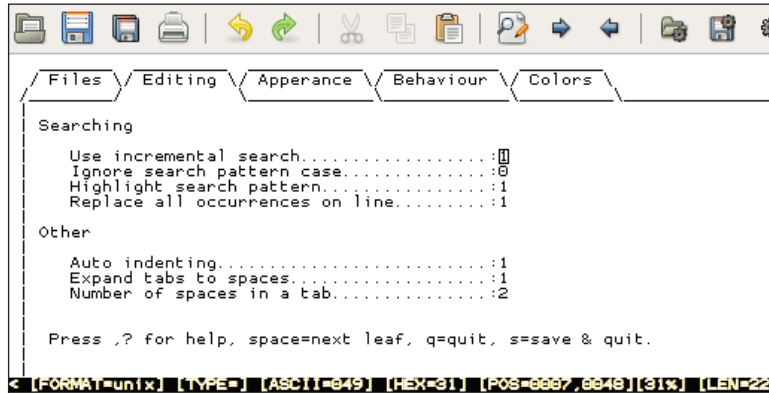 Files Editing Apperance Behaviour Colors
Searching
Use incremental search..................:1
Ignore search pattern case..............:0
Highlight search pattern................:1
Replace all occurrences on line.........:1
Other
Auto indenting..........................:1
Expand tabs to spaces...................:1
Number of spaces in a tab...............:2
Press ,? for help, space=next leaf, q=quit, s=save & quit.
< [FORMAT=unix] [TYPE=] [ASCII=049] [HEX=31] [POS=0007,0048][31%] [LEN=22